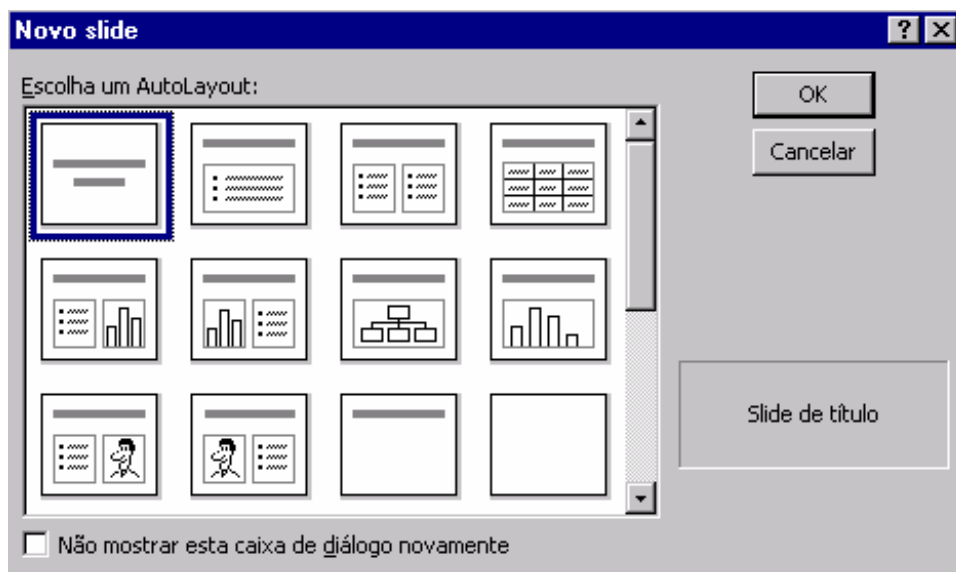 Novo slide
Escolha um AutoLayout:
OK
Cancelar
Slide de título
Não mostrar esta caixa de diálogo novamente